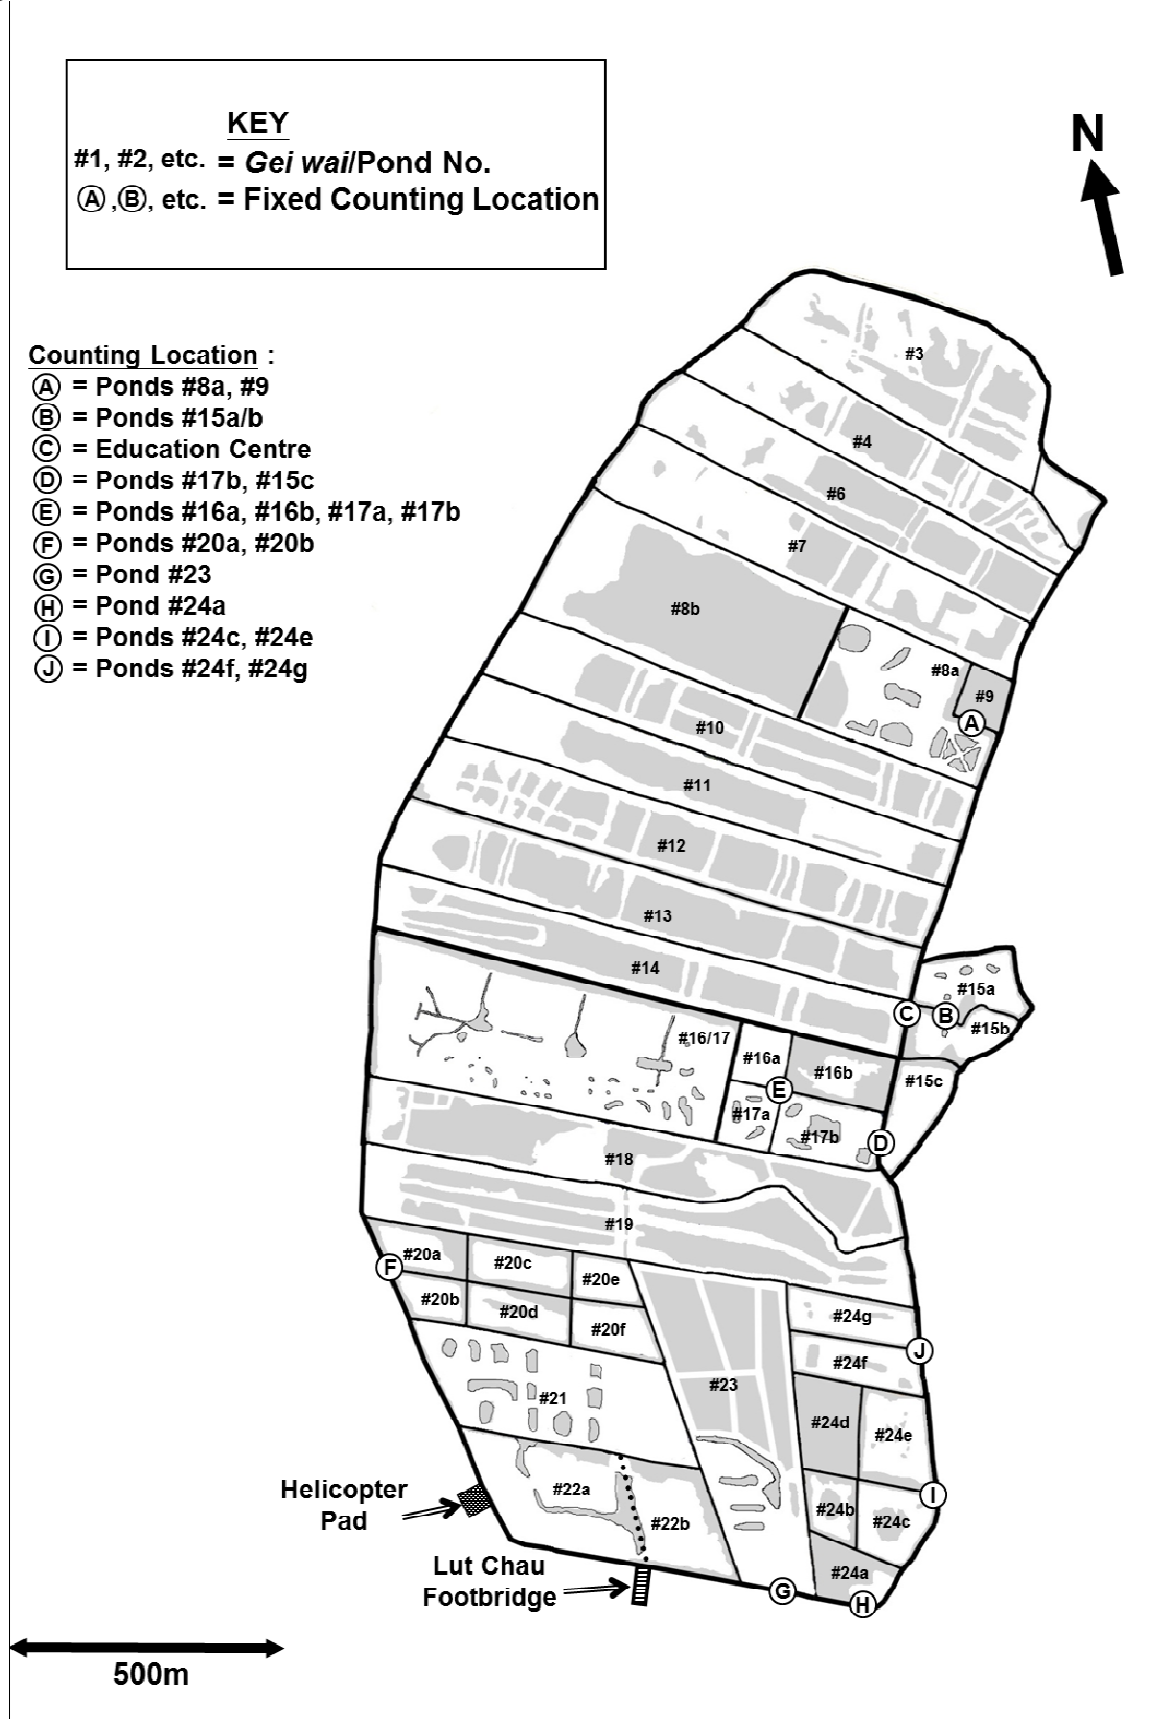 KEY
#1, #2, etc. = Gei wai/Pond No.
Ⓐ ,Ⓑ, etc. = Fixed Counting Location
N
Counting Location :
Ⓐ = Ponds #8a, #9
Ⓑ = Ponds #15a/b
Ⓒ = Education Centre
Ⓓ = Ponds #17b, #15c
Ⓔ = Ponds #16a, #16b, #17a, #17b
Ⓕ = Ponds #20a, #20b
Ⓖ = Pond #23
Ⓗ = Pond #24a
Ⓘ = Ponds #24c, #24e
Ⓙ = Ponds #24f, #24g
#3
#4
#6
#7
#8b
#8a
#9
Ⓐ
#10
#11
#12
#13
#14
#15a
Ⓒ
Ⓑ
#15b
#16/17
#16a
#16b
#15c
Ⓔ
#17a
#17b
Ⓓ
#18
#19
#20a
Ⓕ
#20c
#20e
#20b
#20d
#20f
#24g
Ⓙ
#24f
#23
#21
#24d
#24e
#22a
#22b
Ⓘ
#24b
#24c
#24a
Ⓖ
Ⓗ
Helicopter
Pad
Lut Chau
Footbridge
500m